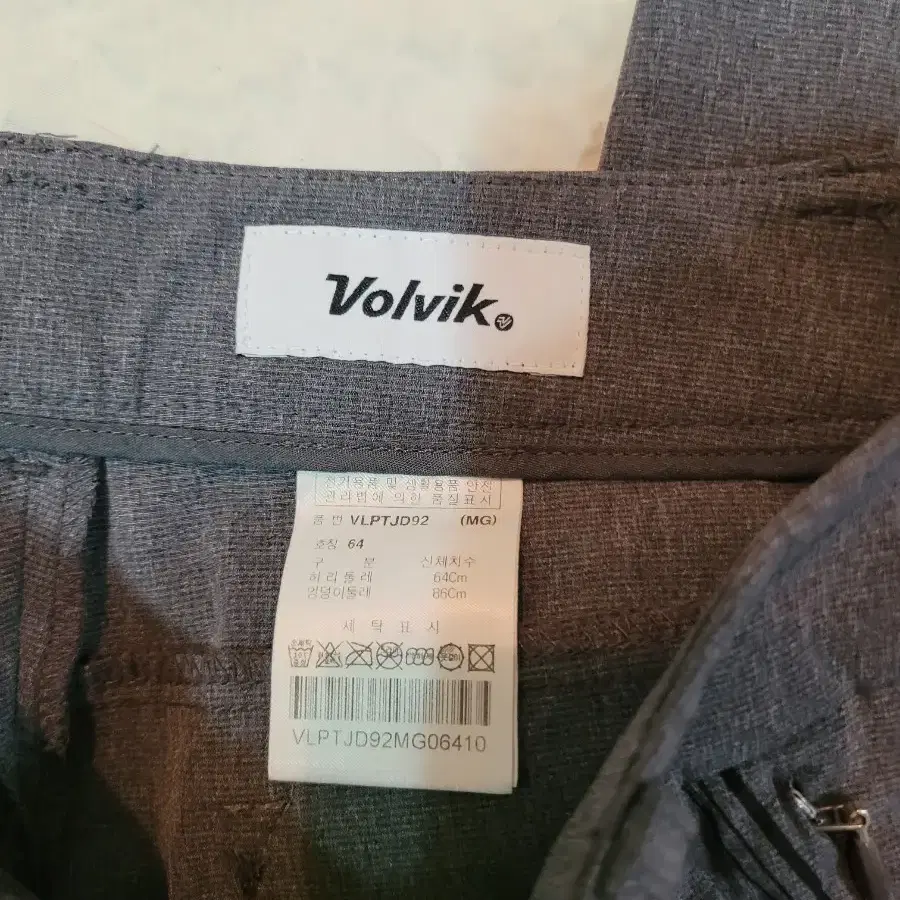 Volvik
전기용품 및 생활용품 안전
관리법에 의한 품질표시
품 번 VLPTJD92 (MG)
호칭 64
구 분 신체치수
허리둘레 64Cm
엉덩이둘레 86Cm
세 탁 표 시
VLPTJD92MG06410